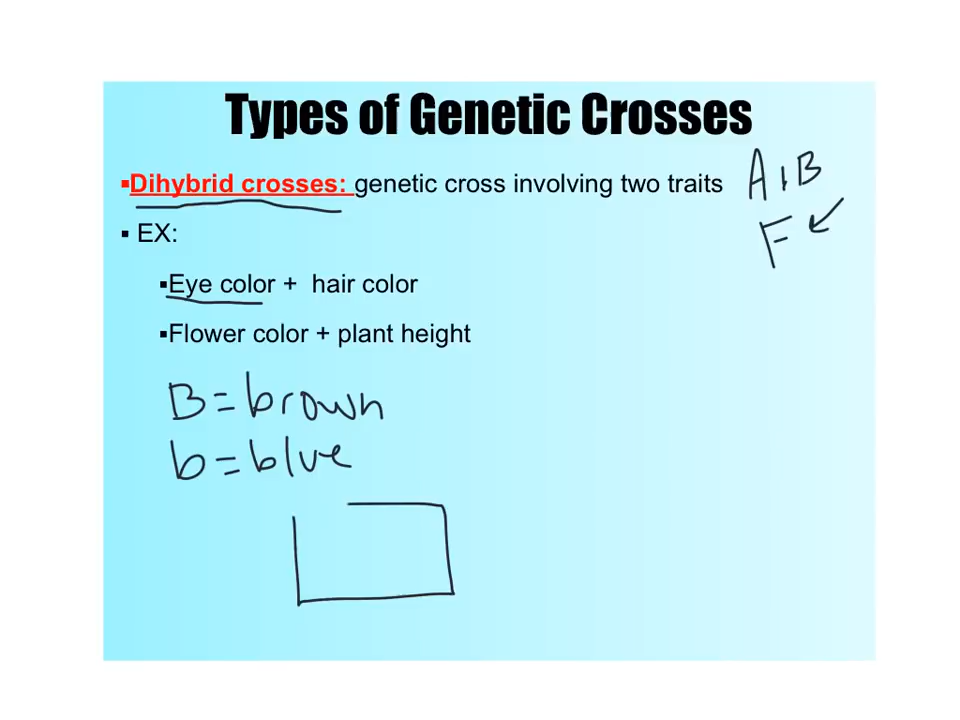 Types of Genetic Crosses
▪Dihybrid crosses: genetic cross involving two traits
A, B
F
▪ EX:
▪Eye color + hair color
▪Flower color + plant height
B = brown
b = blue